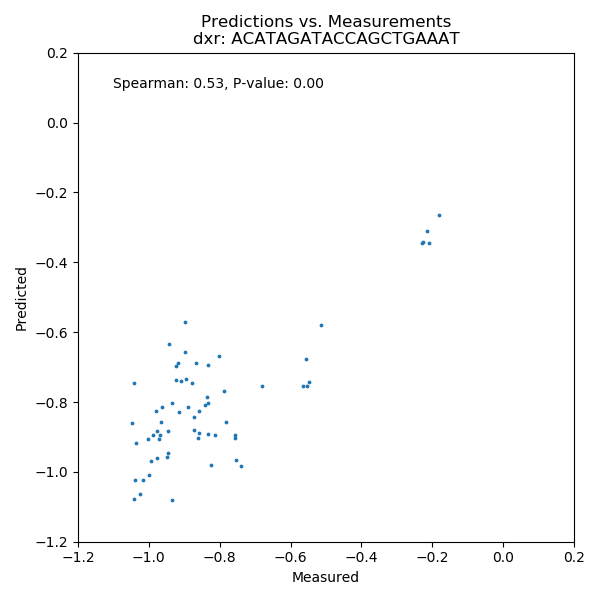 Predictions vs. Measurements
dxr: ACATAGATACCAGCTGAAAT
Spearman: 0.53, P-value: 0.00
0.2
0.0
−0.2
−0.4
−0.6
−0.8
−1.0
−1.2
Predicted
−1.2 −1.0 −0.8 −0.6 −0.4 −0.2 0.0 0.2
Measured